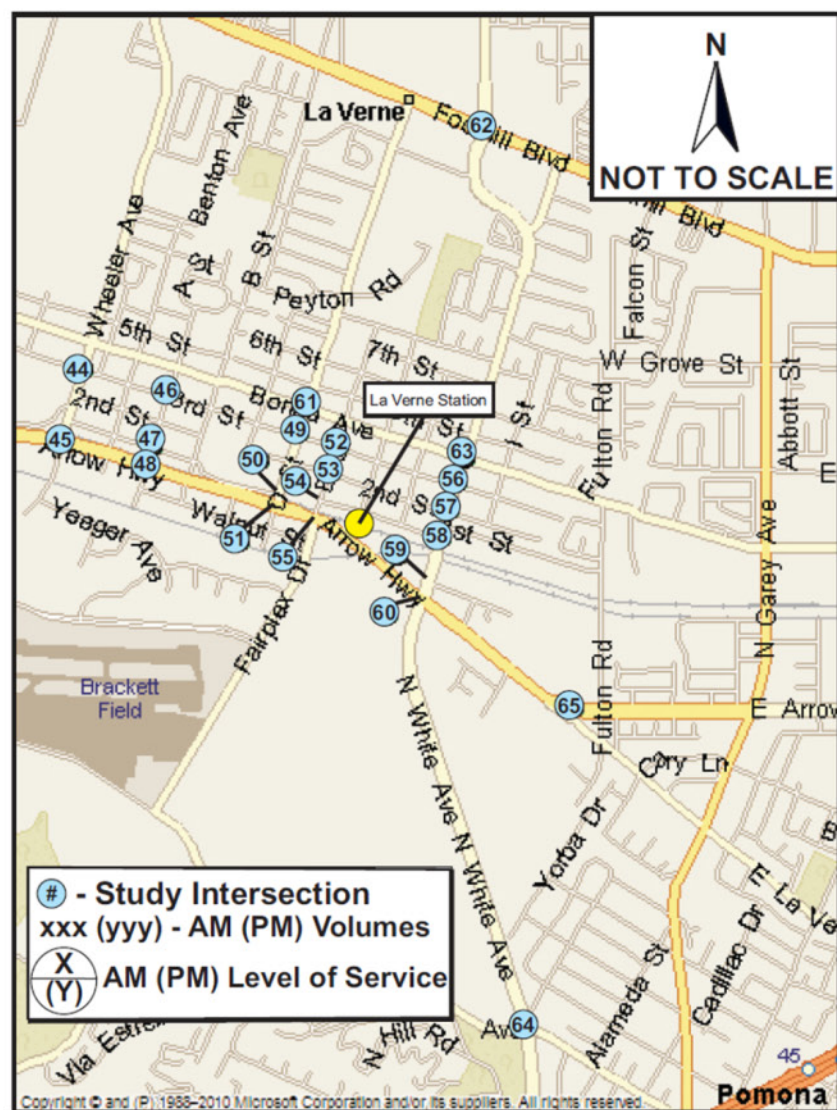 N
NOT TO SCALE
La Verne
62
Foothill Blvd
Blvd
Benton Ave
Wheeler Ave
A St
B St
Peyton Rd
Falcon St
5th St
6th St
7th St
W Grove St
44
46
2nd St
3rd St
61
Bonita Ave
La Verne Station
Abbott St
45
47
49
52
63
Fulton Rd
E
Arrow Hwy
48
50
54
53
56
2nd St
57
Yeager Ave
Walnut St
51
55
58
1st St
59
Arrow Hwy
60
N Garey Ave
Fairplex Dr
Brackett
Field
65
Fulton Rd
E Arrow
N White Ave
N White Ave
Cory Ln
Yorba Dr
# - Study Intersection
xxx (yyy) - AM (PM) Volumes
X
(Y)
AM (PM) Level of Service
E La Ve
Cadillac Dr
Alameda St
64
Ave
N Hill Rd
45
Pomona
Copyright © and (P) 1988–2010 Microsoft Corporation and/or its suppliers. All rights reserved.